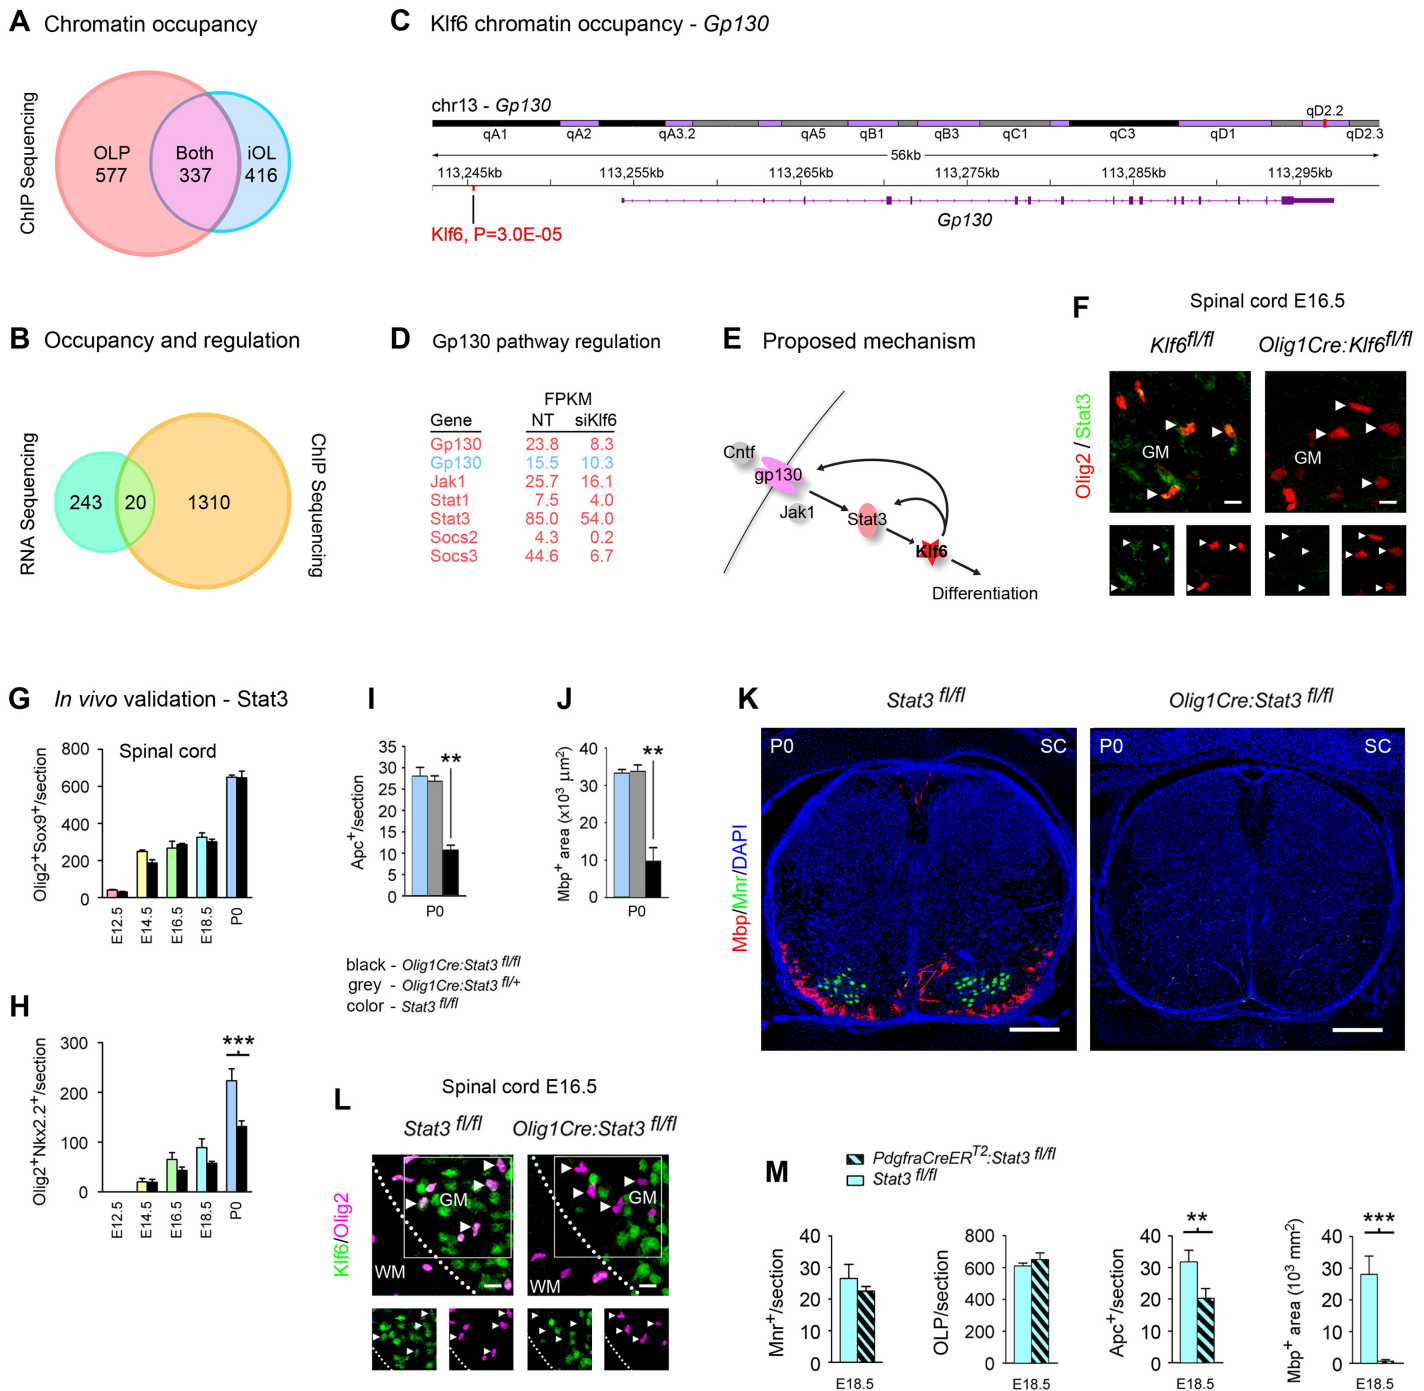 A Chromatin occupancy
ChIP Sequencing
OLP
577
Both
337
iOL
416
B Occupancy and regulation
RNA Sequencing
243
20
1310
ChIP Sequencing
C Klf6 chromatin occupancy - Gp130
chr13 - Gp130
qD2.2
qA1 qA2 qA3.2 qA5 qB1 qB3 qC1 qC3 qD1 qD2.3
56kb
113,245kb 113,255kb 113,265kb 113,275kb 113,285kb 113,295kb
Gp130
Klf6, P=3.0E-05
D Gp130 pathway regulation
FPKM
Gene NT siKlf6
Gp130 23.8 8.3
Gp130 15.5 10.3
Jak1 25.7 16.1
Stat1 7.5 4.0
Stat3 85.0 54.0
Socs2 4.3 0.2
Socs3 44.6 6.7
E Proposed mechanism
Cntf
gp130
Jak1
Stat3
Klf6
Differentiation
F
Spinal cord E16.5
Klf6fl/fl Olig1Cre:Klf6fl/fl
Olig2 / Stat3
GM
GM
G In vivo validation - Stat3
Spinal cord
Olig2+Sox9+/section
800
600
400
200
0
E12.5 E14.5 E16.5 E18.5 P0
H
Olig2+Nkx2.2+/section
300
200
100
0
***
E12.5 E14.5 E16.5 E18.5 P0
I
Apc+/section
35
30
25
20
15
10
5
0
**
P0
J
Mbp+ area (x10³ µm²)
40
30
20
10
0
**
P0
black - Olig1Cre:Stat3 fl/fl
grey - Olig1Cre:Stat3 fl/+
color - Stat3 fl/fl
K
Stat3 fl/fl Olig1Cre:Stat3 fl/fl
Mbp/Mnr/DAPI
P0 SC
P0 SC
L
Spinal cord E16.5
Stat3 fl/fl Olig1Cre:Stat3 fl/fl
Klf6/Olig2
GM
WM
GM
WM
M
PdgfraCreERT2:Stat3 fl/fl
Stat3 fl/fl
Mnr+/section
40
30
20
10
0
E18.5
OLP/section
800
600
400
200
0
E18.5
Apc+/section
40
30
20
10
0
**
E18.5
Mbp+ area (10³ mm²)
40
30
20
10
0
***
E18.5